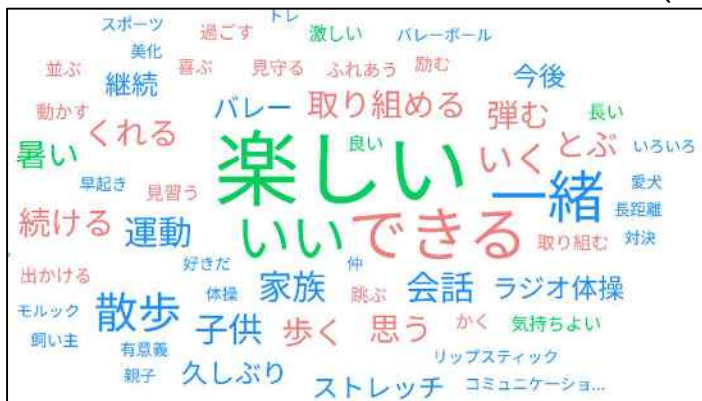 スポーツ 過ごす トレ 激しい バレーボール
美化
並ぶ 継続 喜ぶ 見守る ふれあう 励む 今後
動かす くれる バレー 取り組める 弾む 長い
暑い 楽しい 良い いく とぶ いろいろ
早起き 見習う 一緒 愛犬
長距離
続ける 運動 いい できる 取り組む 対決
出かける 好きだ 仲
モルック 散歩 体操 家族 跳ぶ 会話 ラジオ体操
飼い主 子供 歩く 思う かく 気持ちよい
有意義 リップスティック
親子 久しぶり ストレッチ コミュニケーショ...